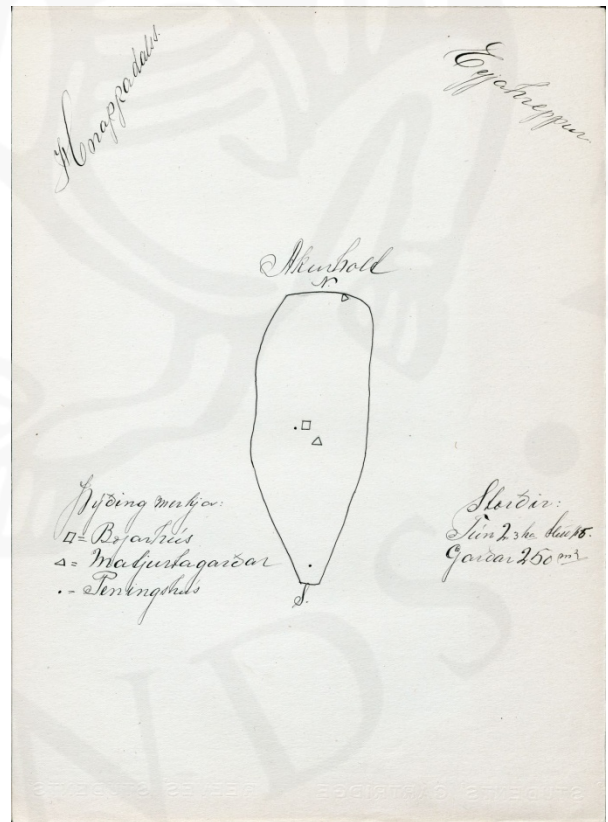 Hnappadals.
Eyjahreppur
Akurholt
N.
Þýðing merkja:
□ = Bæjarhús
△ = Matjurtagarðar
. = Peningshús
Stærðir:
Tún 2.3 ha
Garðar 250 m²
S.